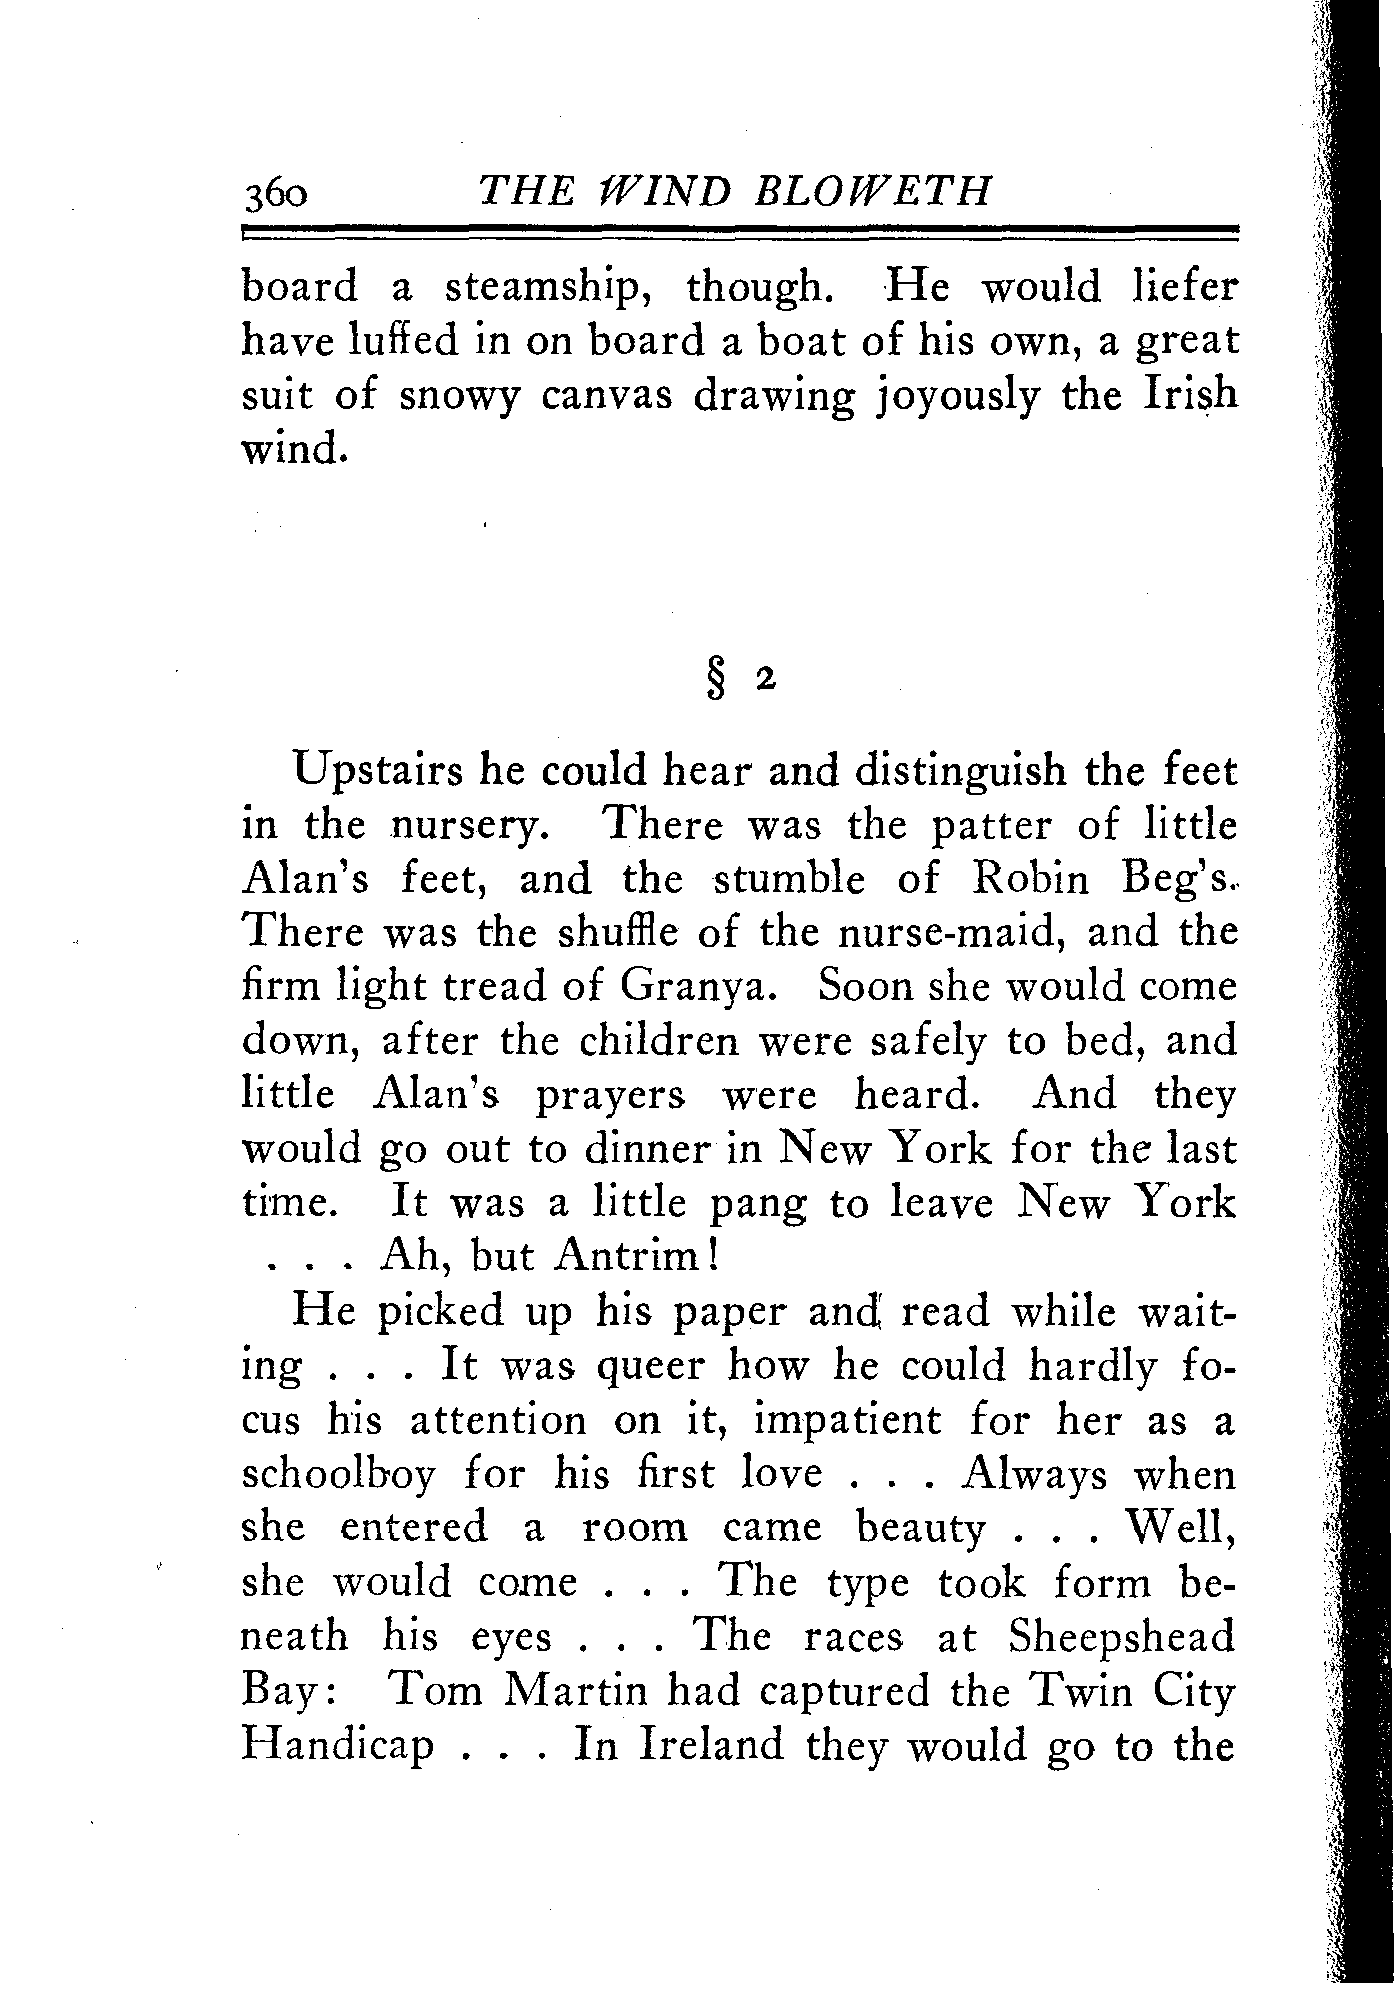 360 THE WIND BLOWETH
board a steamship, though. He would liefer
have luffed in on board a boat of his own, a great
suit of snowy canvas drawing joyously the Irish
wind.
§ 2
Upstairs he could hear and distinguish the feet
in the nursery. There was the patter of little
Alan's feet, and the stumble of Robin Beg's.
There was the shuffle of the nurse-maid, and the
firm light tread of Granya. Soon she would come
down, after the children were safely to bed, and
little Alan's prayers were heard. And they
would go out to dinner in New York for the last
time. It was a little pang to leave New York
. . . Ah, but Antrim!
He picked up his paper and read while wait-
ing . . . It was queer how he could hardly fo-
cus his attention on it, impatient for her as a
schoolboy for his first love . . . Always when
she entered a room came beauty . . . Well,
she would come . . . The type took form be-
neath his eyes . . . The races at Sheepshead
Bay: Tom Martin had captured the Twin City
Handicap . . . In Ireland they would go to the